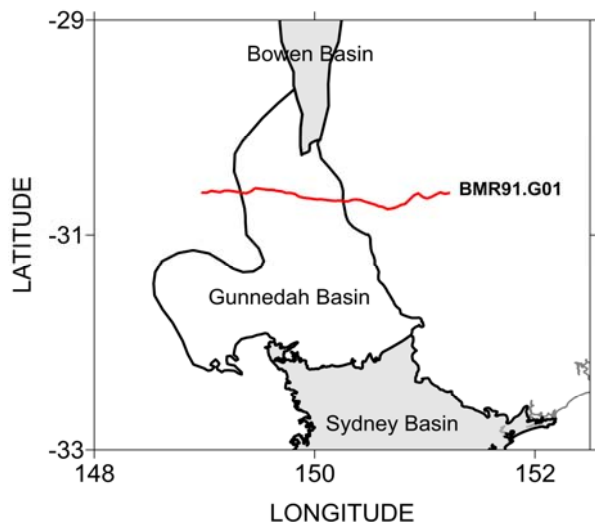 -29
Bowen Basin
BMR91.G01
-31
LATITUDE
Gunnedah Basin
Sydney Basin
-33
148
150
152
LONGITUDE